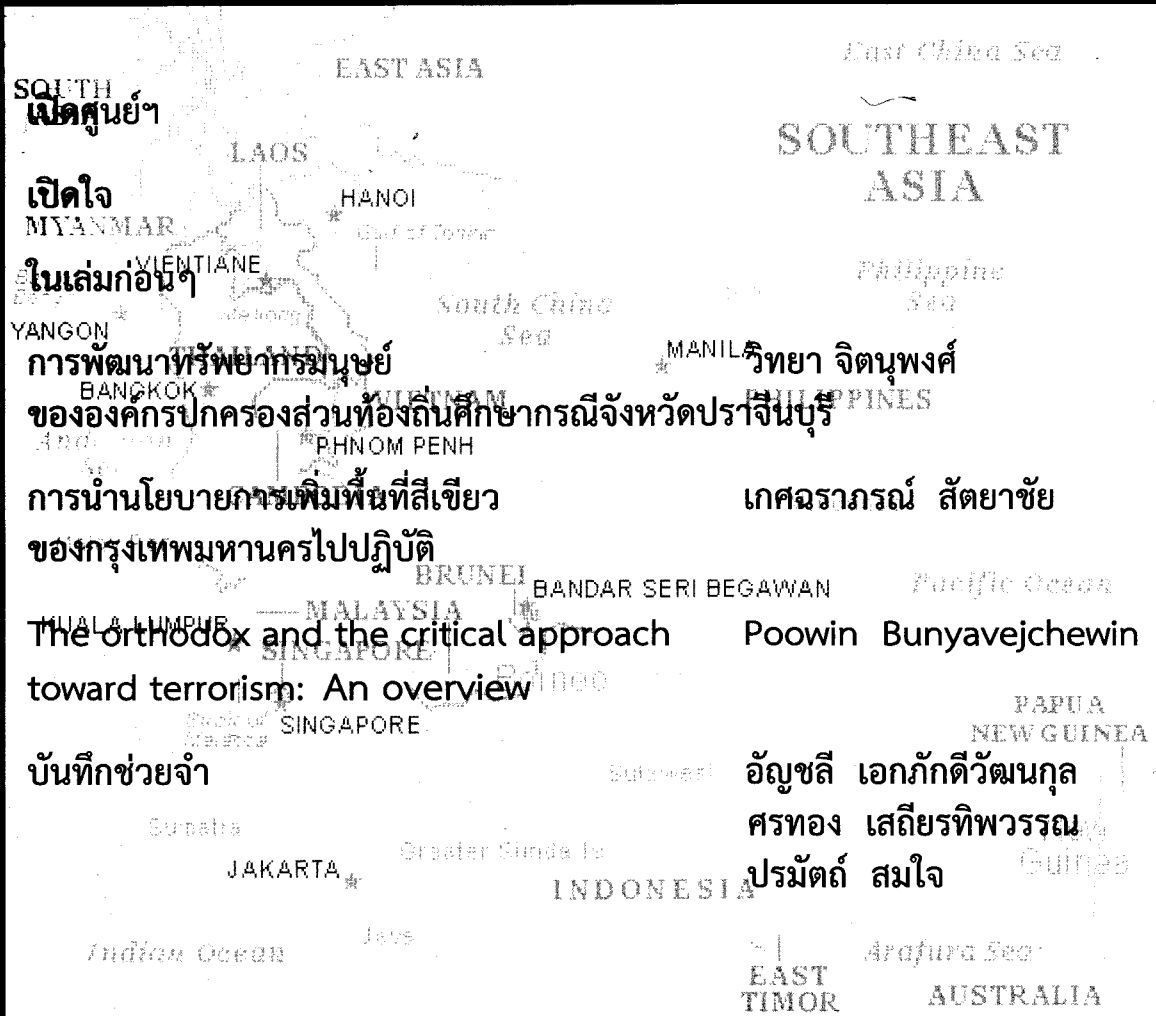 East China Sea
EAST ASIA
SOUTH
เปิดศูนย์ฯ
SOUTHEAST
ASIA
LAOS
เปิดใจ
HANOI
MYANMAR
Gulf of Tonkin
VIENTIANE
ในเล่มก่อนๆ
Philippine
Sea
South China
Sea
Mekong
YANGON
MANILA
การพัฒนาทรัพยากรมนุษย์ วิทยา จิตนุพงศ์
THAILAND
BANGKOK
VIETNAM
PHILIPPINES
ขององค์กรปกครองส่วนท้องถิ่นศึกษากรณีจังหวัดปราจีนบุรี
PHNOM PENH
การนำนโยบายการเพิ่มพื้นที่สีเขียว เกศฉราภรณ์ สัตยาชัย
CAMBODIA
ของกรุงเทพมหานครไปปฏิบัติ
BRUNEI
BANDAR SERI BEGAWAN
Pacific Ocean
MALAYSIA
KUALA LUMPUR
The orthodox and the critical approach Poowin Bunyavejchewin
SINGAPORE
toward terrorism: An overview
Borneo
PAPUA
NEW GUINEA
SINGAPORE
บันทึกช่วยจำ อัญชลี เอกภักดีวัฒนกุล
Sulawesi
ศรทอง เสถียรทิพวรรณ
Sumatra
New
Guinea
Greater Sunda Is
JAKARTA
ปรมัตถ์ สมใจ
INDONESIA
Java
Indian Ocean
Arafura Sea
EAST
TIMOR
AUSTRALIA